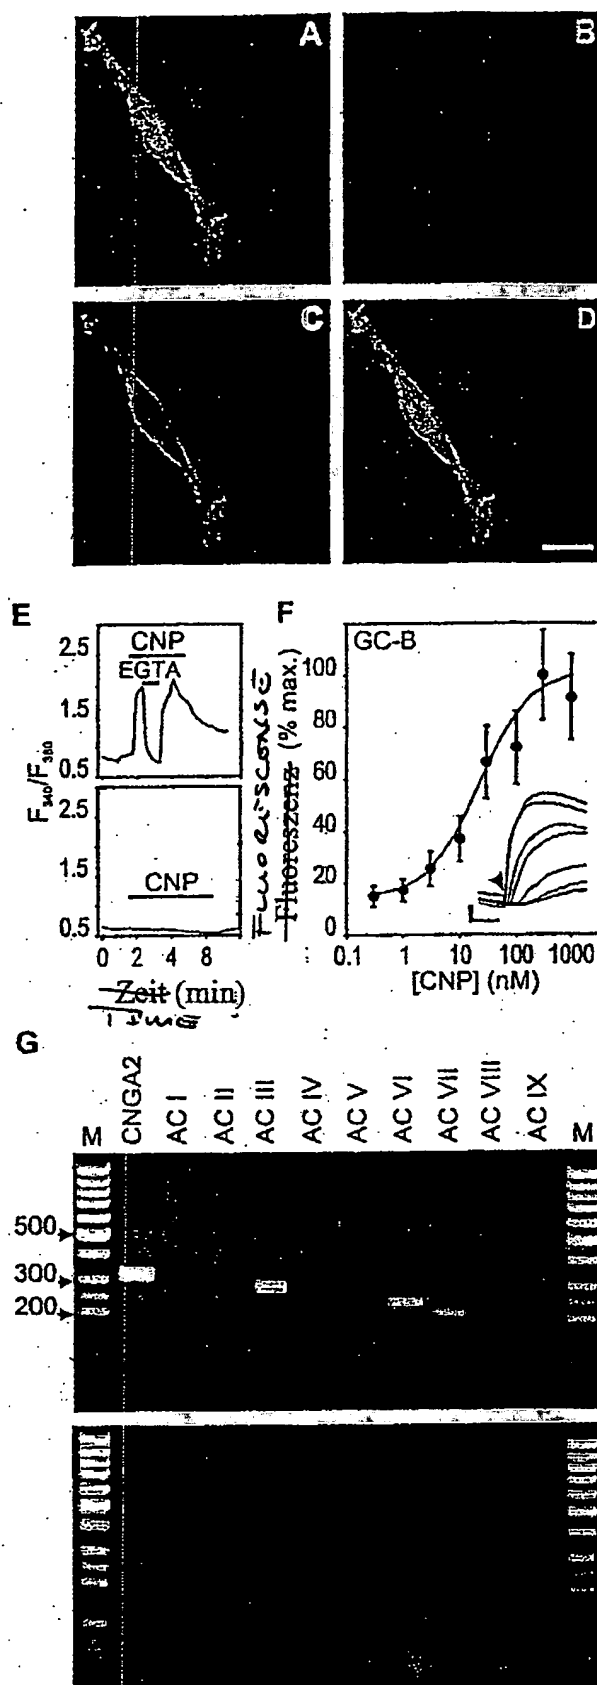 A
B
C
D
E
2.5
1.5
0.5
CNP
EGTA
2.5
1.5
0.5
CNP
F₃₄₀/F₃₈₀
0 2 4 8
Zeit (min)
TIME
F
FLUORESCENSE
Fluoreszenz (% max.)
GC-B
100
80
60
40
20
0
0.1 1 10 100 1000
[CNP] (nM)
G
M CNGA2 AC I AC II AC III AC IV AC V AC VI AC VII AC VIII AC IX M
500
300
200